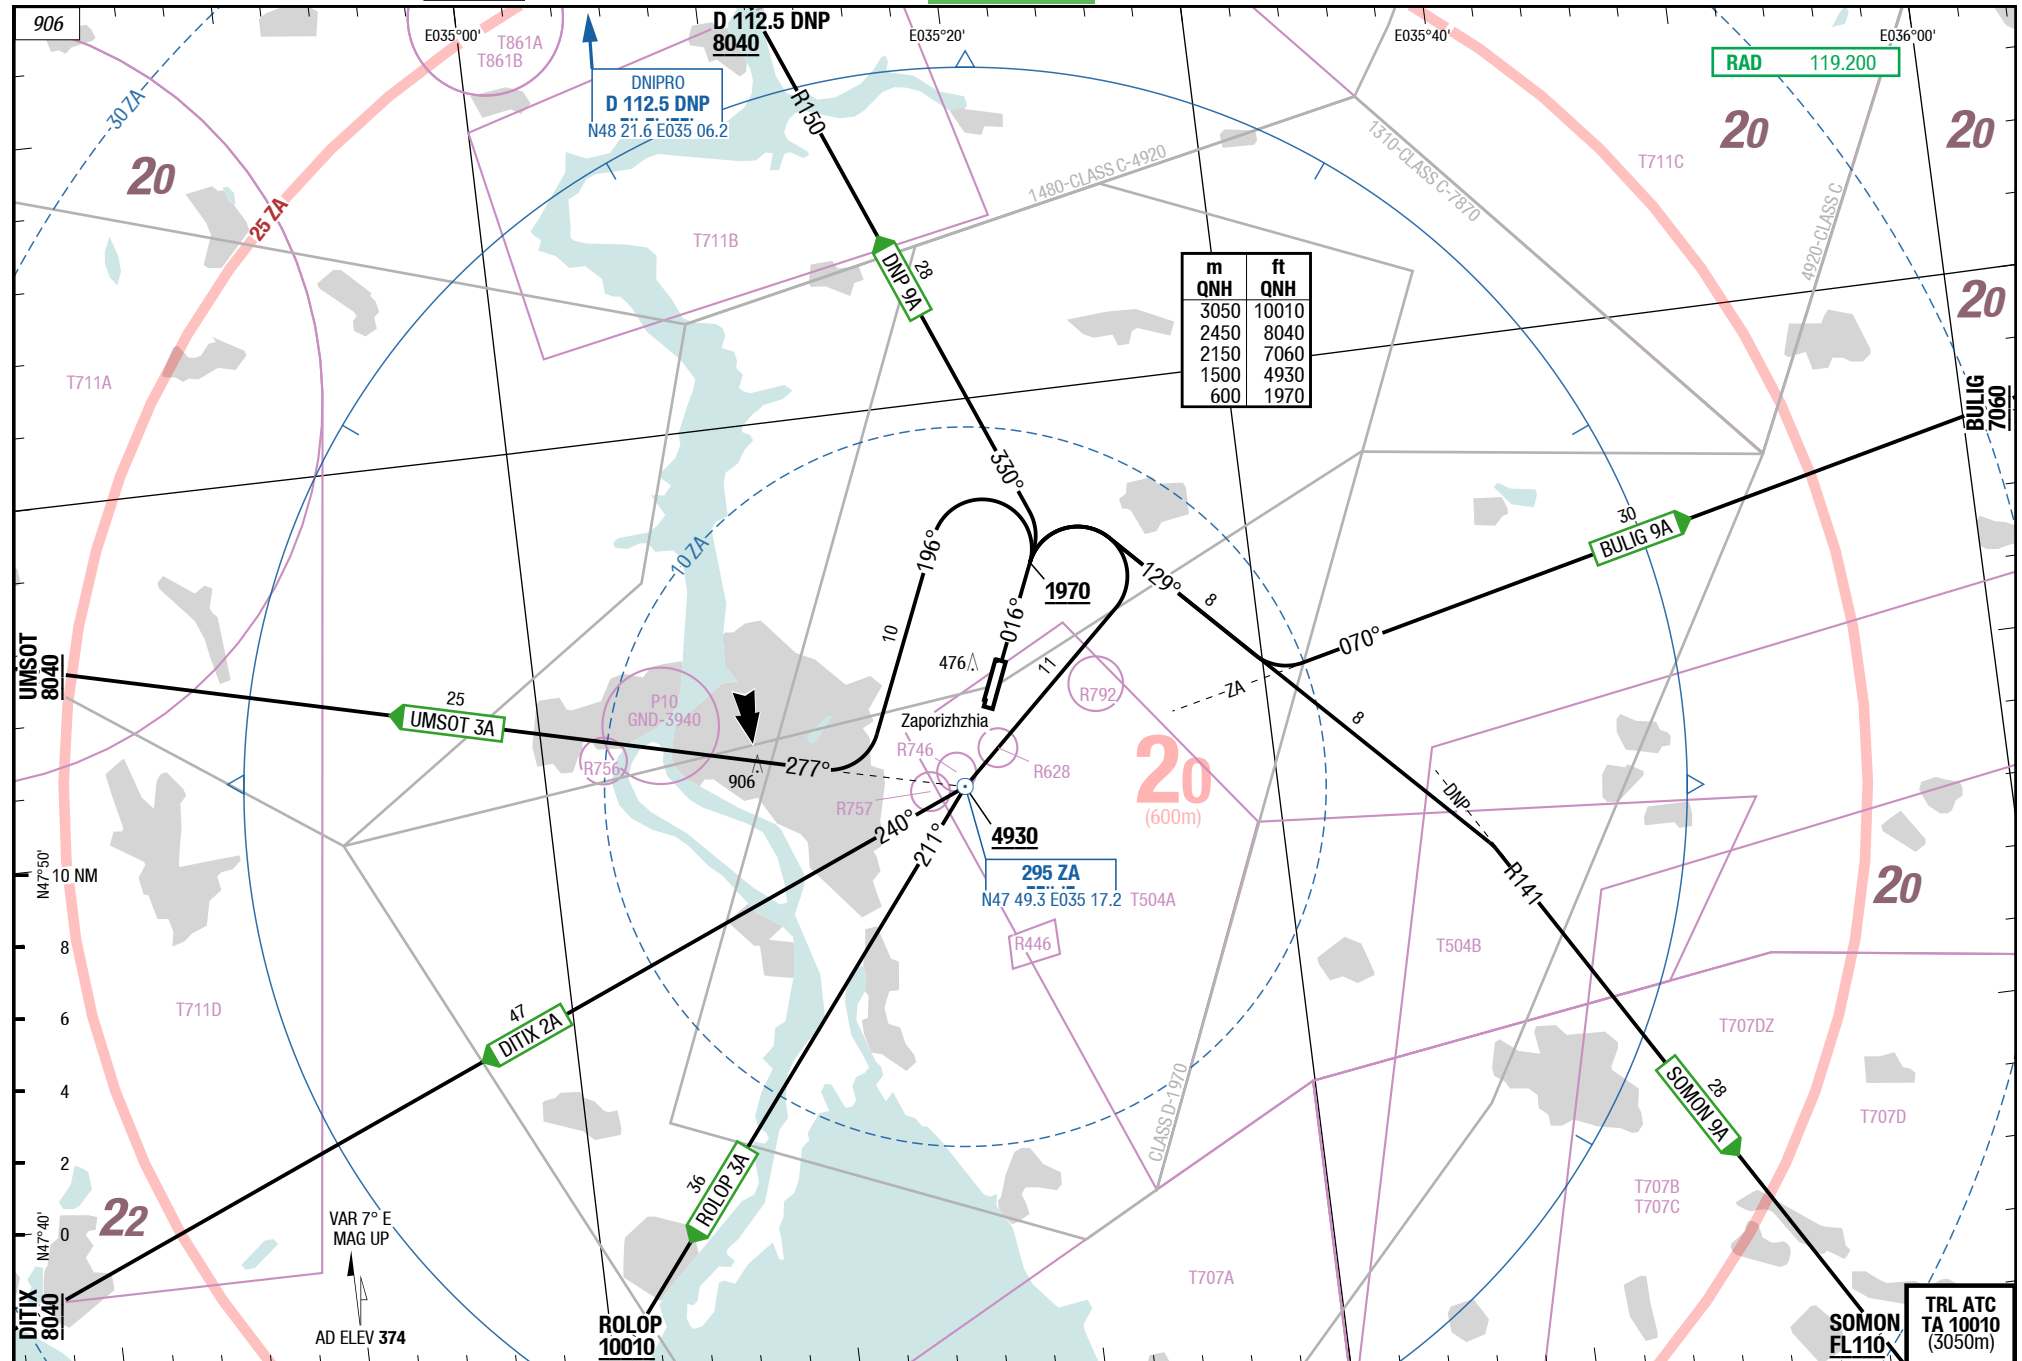 906
E035°00'
T861A
T861B
D 112.5 DNP
8040
E035°20'
E035°40'
E036°00'
RAD 119.200
DNIPRO
D 112.5 DNP
N48 21.6 E035 06.2
30 ZA
R150
20
20
20
1310-CLASS C-7870
1480-CLASS C-4920
T711C
25 ZA
T711B
4920-CLASS C
28
DNP 9A
m ft
QNH QNH
3050 10010
2450 8040
2150 7060
1500 4930
600 1970
20
T711A
BULIG
7060
330°
30
BULIG 9A
10 ZA
196°
129°
8
1970
016°
10
070°
UMSOT
8040
476
11
ZA
R792
25
UMSOT 3A
P10
GND-3940
8
Zaporizhzhia
R746
R628
R756
277°
906
R757
20
(600m)
DNP
240°
211°
4930
295 ZA
N47 49.3 E035 17.2
T504A
R141
20
N47°50'
10 NM
R446
T504B
8
T711D
6
47
DITIX 2A
T707DZ
4
28
SOMON 9A
T707D
CLASS D-1970
2
36
ROLOP 3A
T707B
T707C
22
VAR 7° E
MAG UP
N47°40'
0
T707A
DITIX
8040
AD ELEV 374
ROLOP
10010
SOMON
FL110
TRL ATC
TA 10010
(3050m)